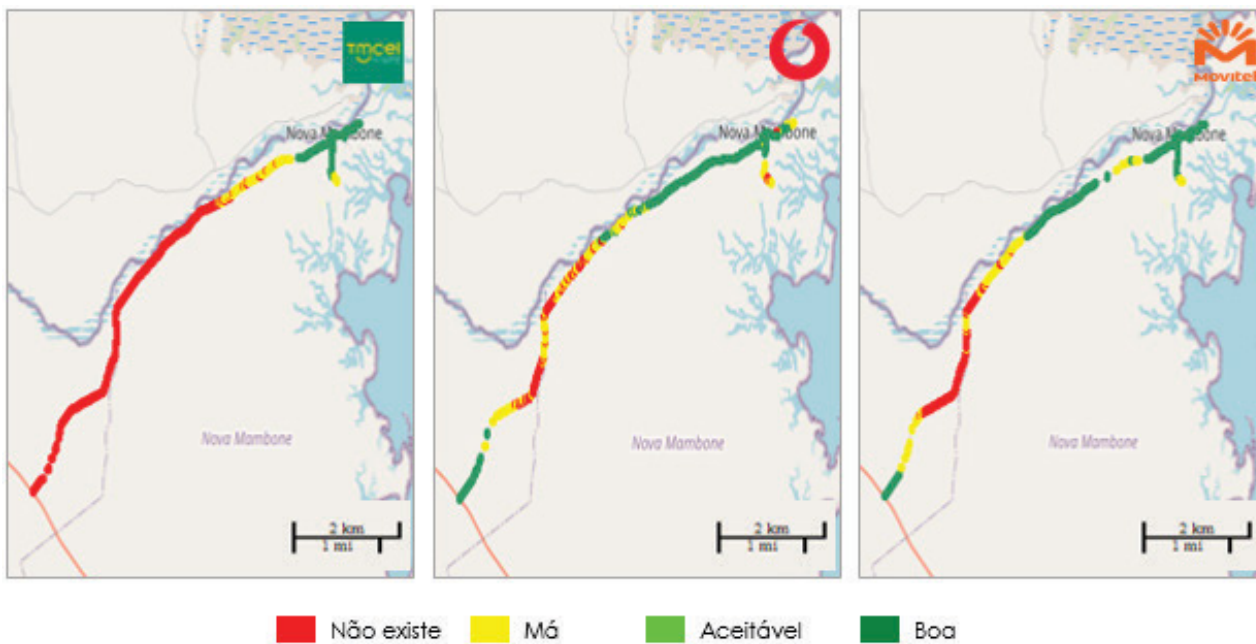 Tmcel
Movitel
Nova Mambone
Nova Mambone
Nova Mambone
Nova Mambone
Nova Mambone
Nova Mambone
2 km
1 mi
2 km
1 mi
2 km
1 mi
Não existe
Má
Aceitável
Boa